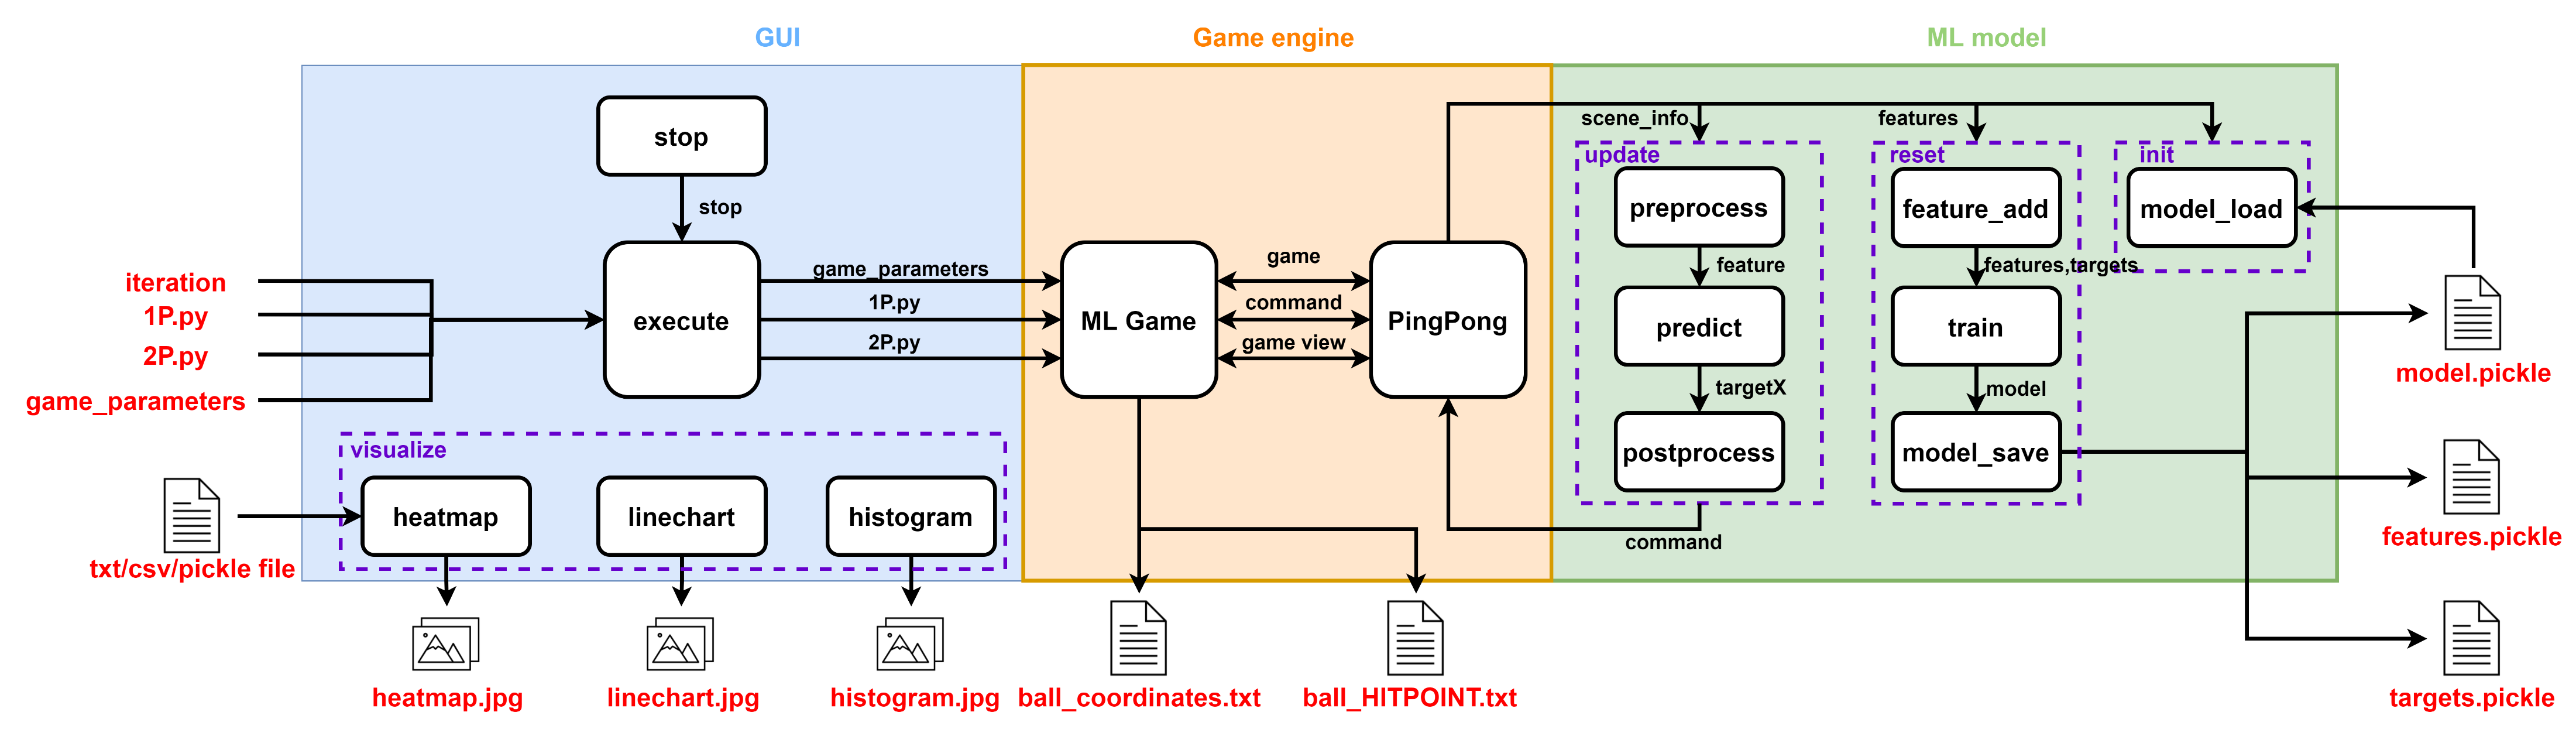 GUI
Game engine
ML model
stop
stop
iteration
1P.py
2P.py
game_parameters
execute
game_parameters
1P.py
2P.py
ML Game
game
command
game view
PingPong
scene_info
features
update
preprocess
feature
predict
targetX
postprocess
command
reset
feature_add
features,targets
train
model
model_save
init
model_load
model.pickle
features.pickle
targets.pickle
visualize
heatmap
linechart
histogram
txt/csv/pickle file
heatmap.jpg
linechart.jpg
histogram.jpg
ball_coordinates.txt
ball_HITPOINT.txt